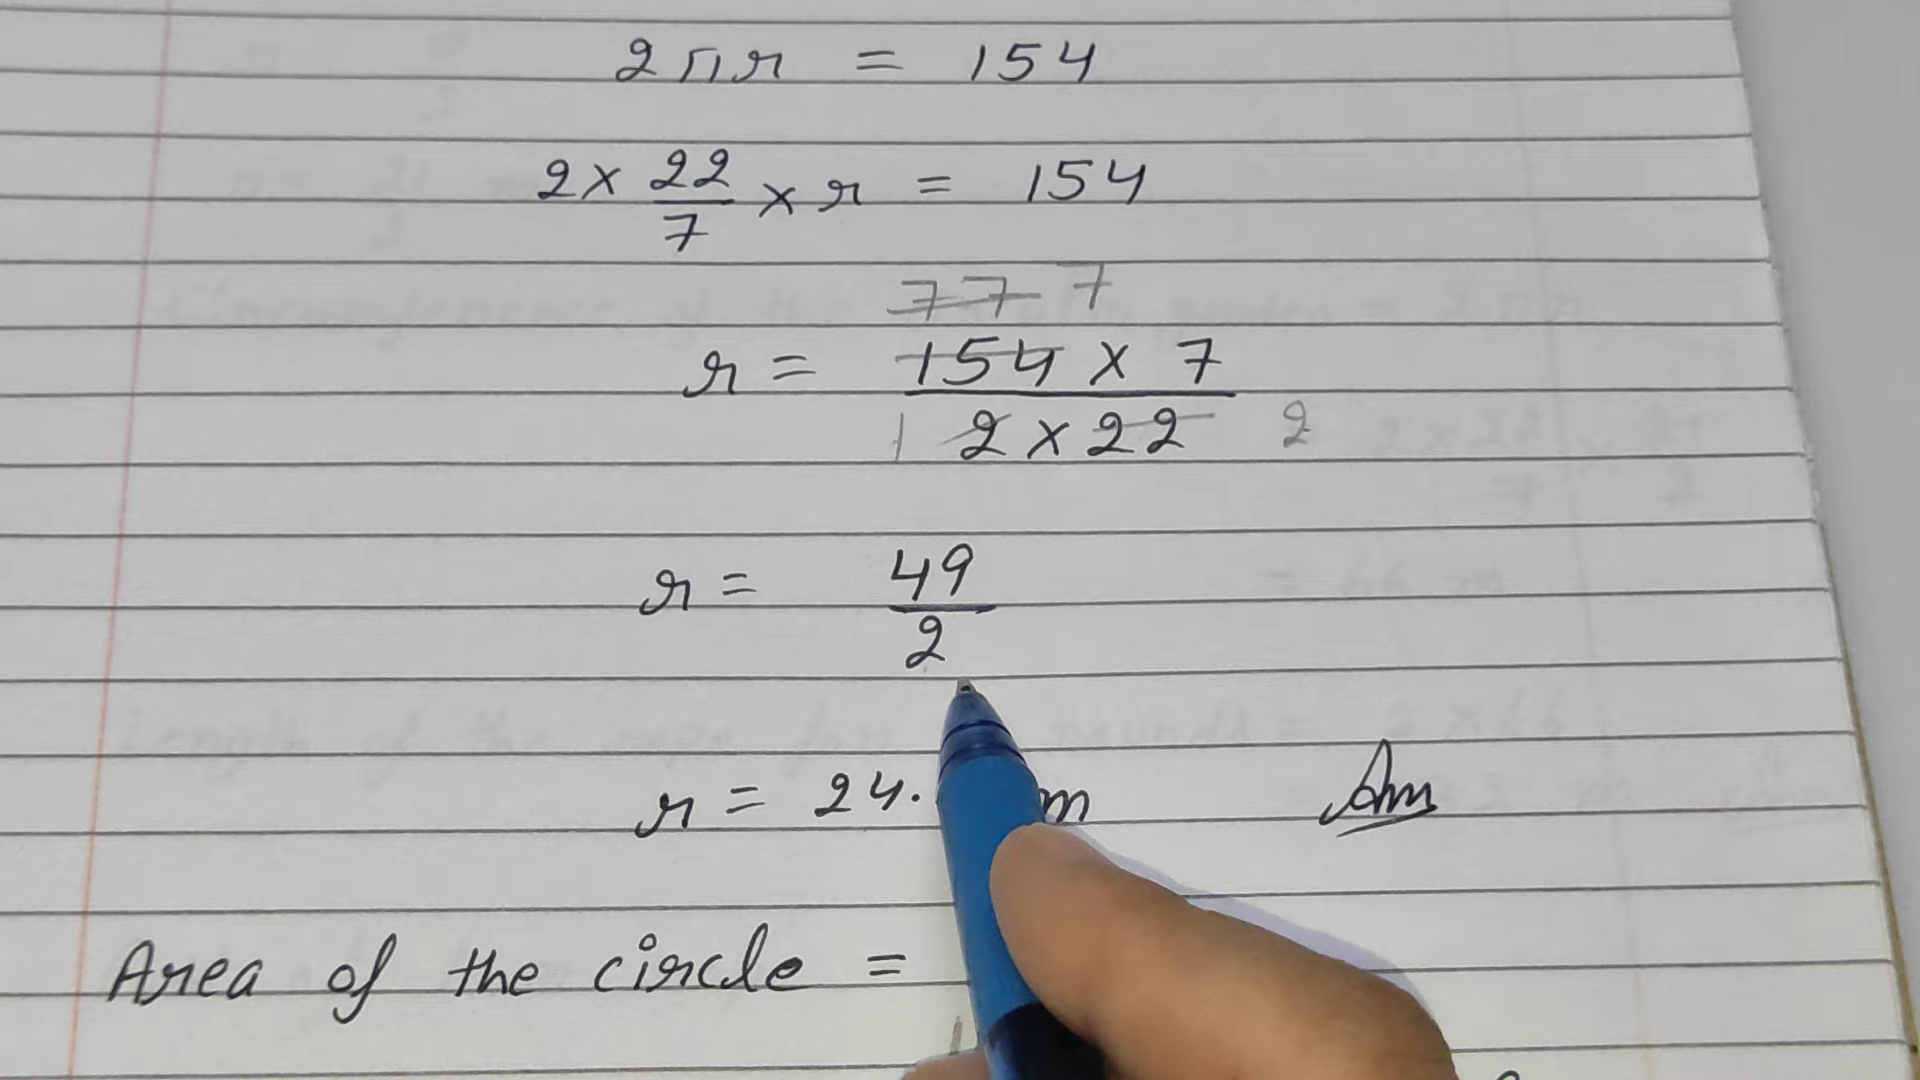 2πr = 154
2 × 22/7 × r = 154
77 7
r = 154 × 7 / 2 × 22
1 2
r = 49/2
r = 24. m Ans
Area of the circle =